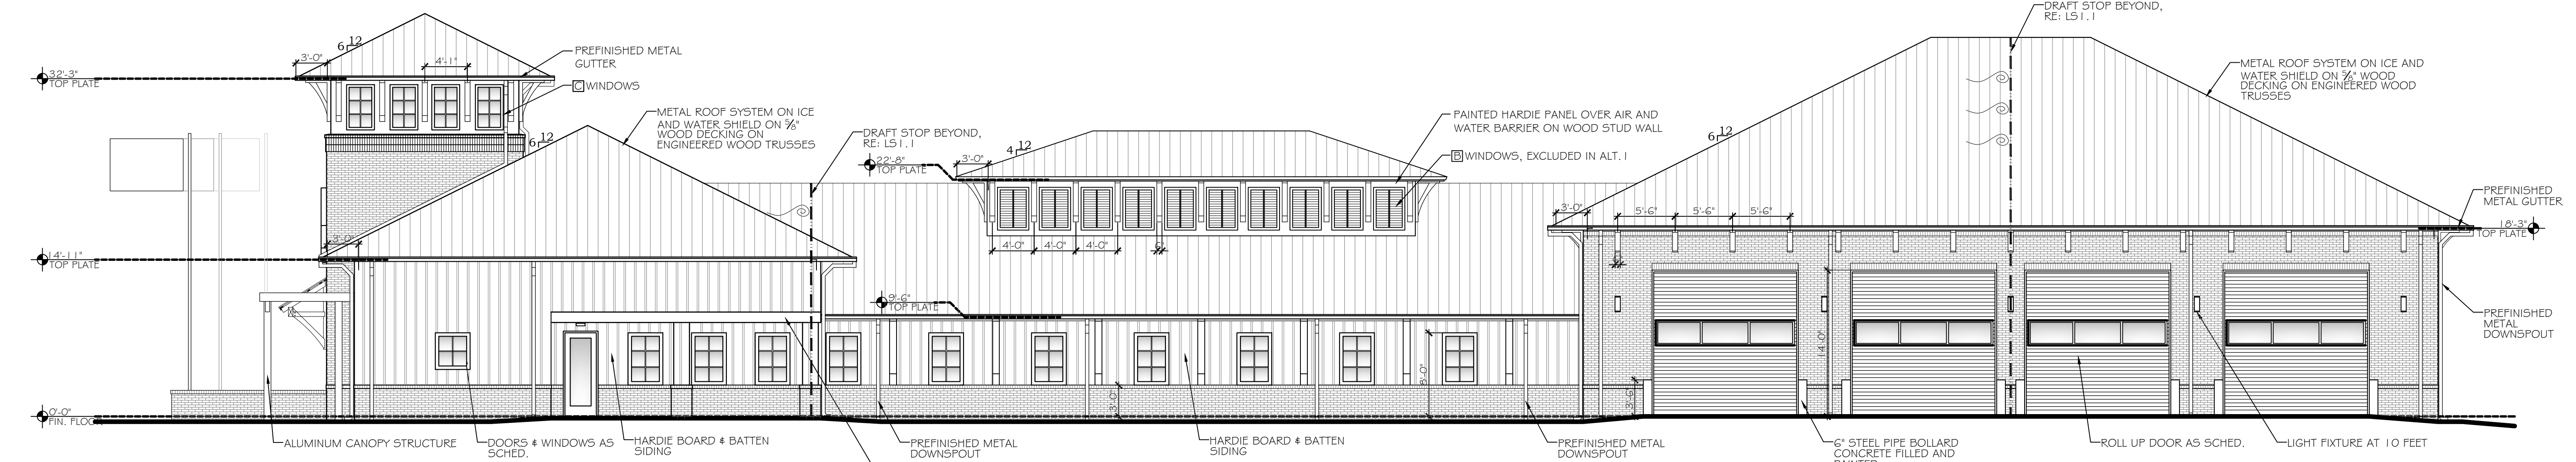 DRAFT STOP BEYOND,
RE: LS1.1
6 12
3'-0"
4'-1"
PREFINISHED METAL
GUTTER
32'-3"
TOP PLATE
C WINDOWS
METAL ROOF SYSTEM ON ICE AND
WATER SHIELD ON 5/8" WOOD
DECKING ON ENGINEERED WOOD
TRUSSES
METAL ROOF SYSTEM ON ICE
AND WATER SHIELD ON 5/8"
WOOD DECKING ON
ENGINEERED WOOD TRUSSES
PAINTED HARDIE PANEL OVER AIR AND
WATER BARRIER ON WOOD STUD WALL
6 12
DRAFT STOP BEYOND,
RE: LS1.1
6 12
4 12
22'-8"
TOP PLATE
3'-0"
B WINDOWS, EXCLUDED IN ALT. 1
PREFINISHED
METAL GUTTER
3'-0"
5'-6"
5'-6"
5'-6"
18'-3"
TOP PLATE
3'-0"
4'-0"
4'-0"
4'-0"
6"
14'-11"
TOP PLATE
9'-6"
TOP PLATE
PREFINISHED
METAL
DOWNSPOUT
14'-0"
8'-0"
3'-0"
3'-6"
0'-0"
FIN. FLOOR
ALUMINUM CANOPY STRUCTURE
DOORS & WINDOWS AS
SCHED.
HARDIE BOARD & BATTEN
SIDING
PREFINISHED METAL
DOWNSPOUT
HARDIE BOARD & BATTEN
SIDING
PREFINISHED METAL
DOWNSPOUT
6" STEEL PIPE BOLLARD
CONCRETE FILLED AND
ROLL UP DOOR AS SCHED.
LIGHT FIXTURE AT 10 FEET